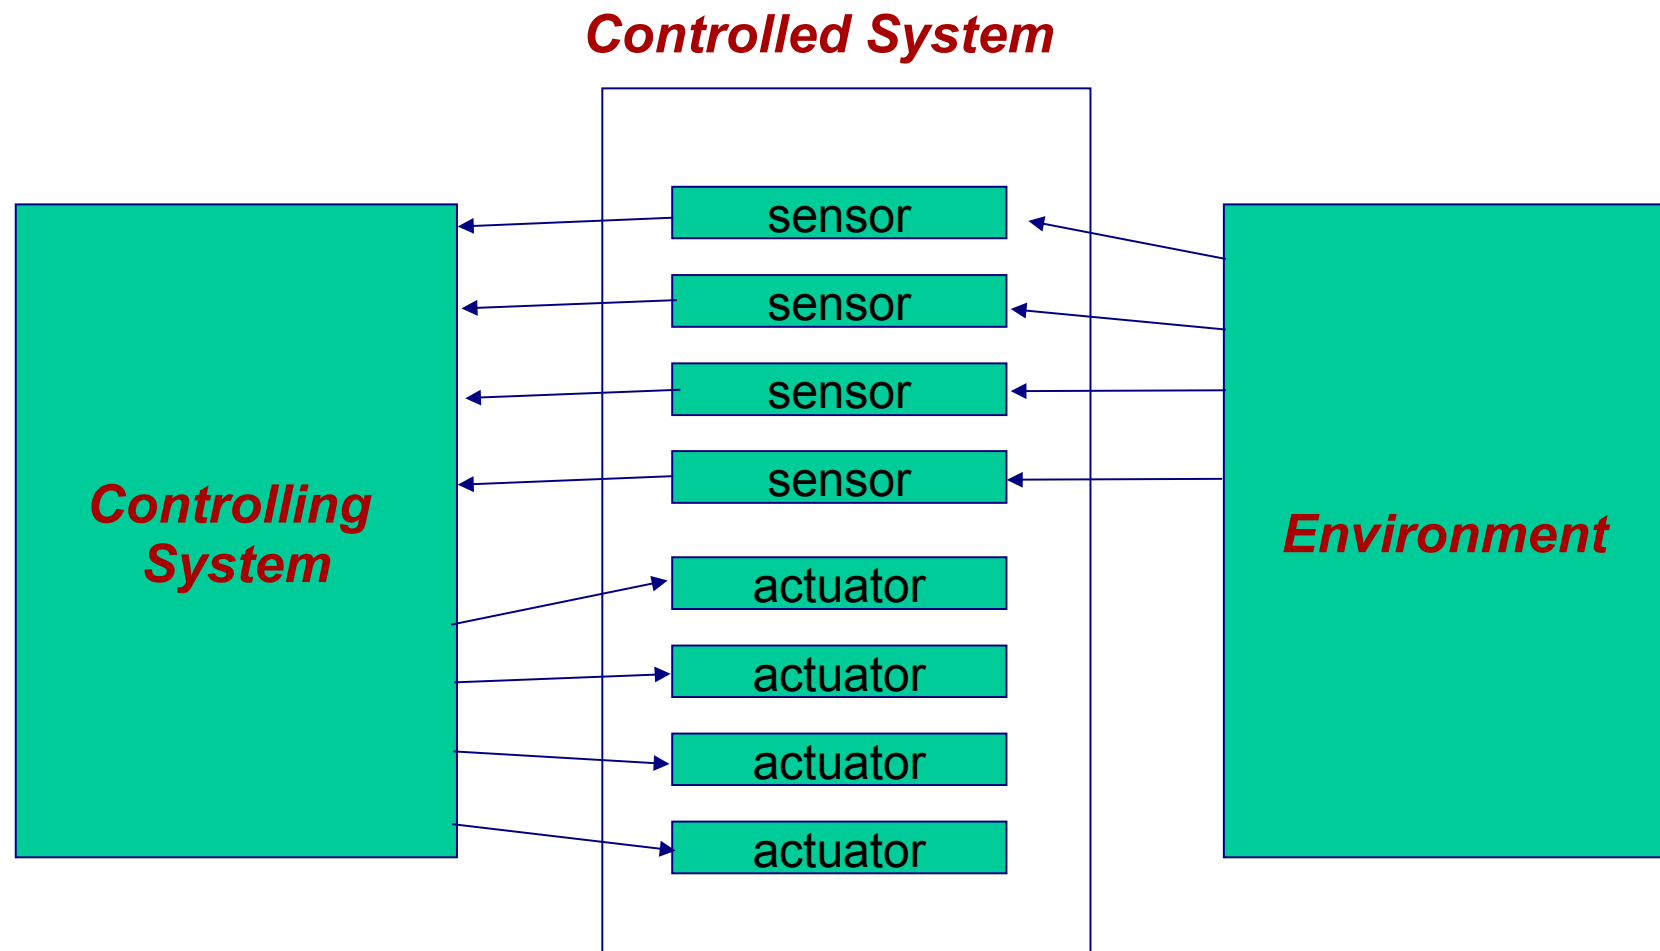 Controlled System
sensor
sensor
sensor
sensor
actuator
actuator
actuator
actuator
Controlling
System
Environment